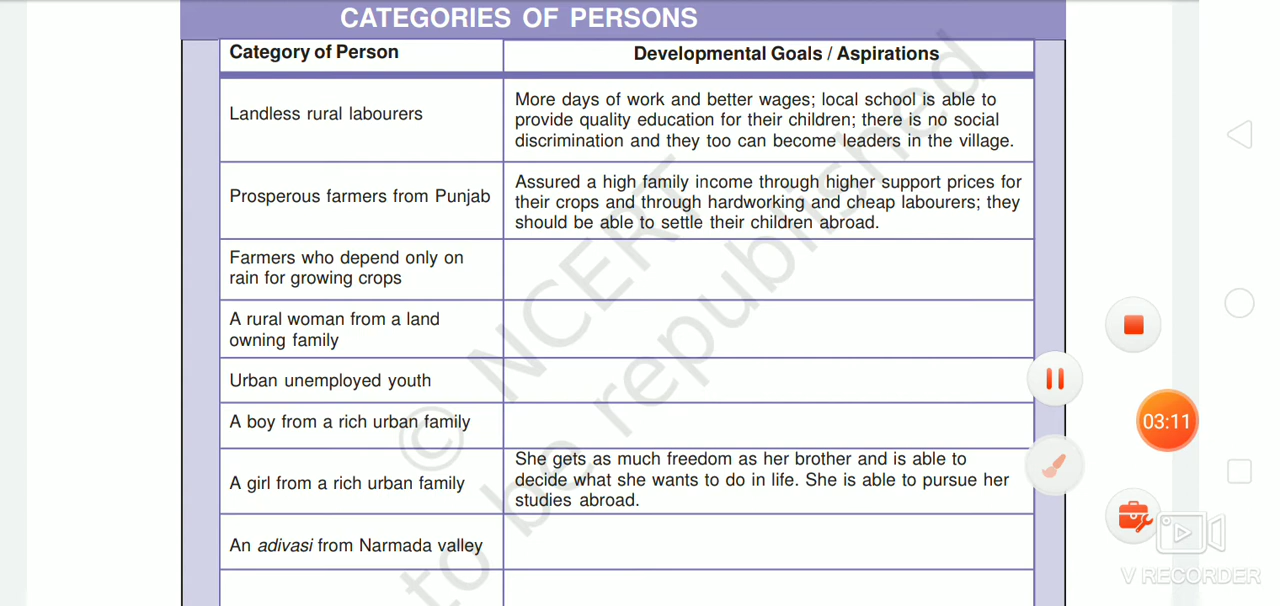 CATEGORIES OF PERSONS
Category of Person
Developmental Goals / Aspirations
Landless rural labourers
More days of work and better wages; local school is able to
provide quality education for their children; there is no social
discrimination and they too can become leaders in the village.
Prosperous farmers from Punjab
Assured a high family income through higher support prices for
their crops and through hardworking and cheap labourers; they
should be able to settle their children abroad.
Farmers who depend only on
rain for growing crops
A rural woman from a land
owning family
Urban unemployed youth
A boy from a rich urban family
A girl from a rich urban family
She gets as much freedom as her brother and is able to
decide what she wants to do in life. She is able to pursue her
studies abroad.
An adivasi from Narmada valley
© NCERT
to be republished
03:11
V RECORDER